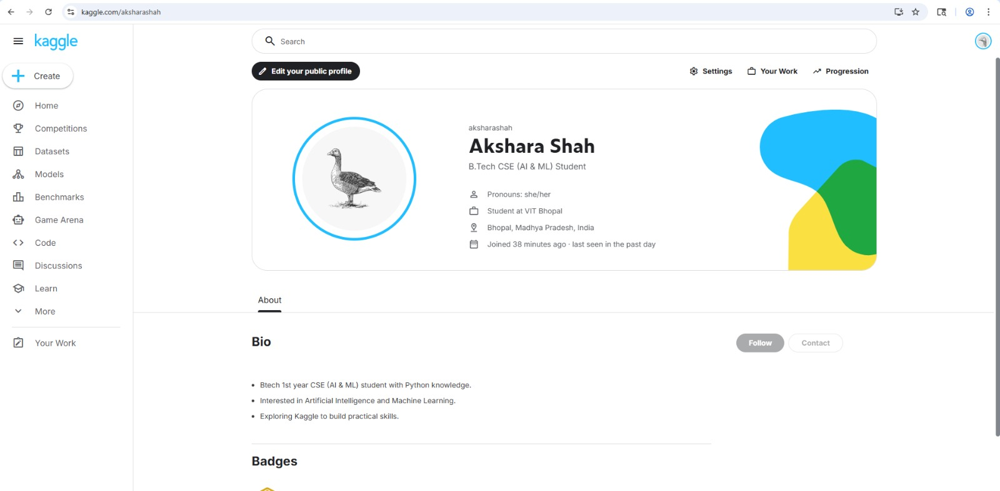 kaggle.com/aksharashah
kaggle
Search
Create
Edit your public profile
Settings
Your Work
Progression
Home
Competitions
Datasets
Models
Benchmarks
Game Arena
Code
Discussions
Learn
More
Your Work
aksharashah
Akshara Shah
B.Tech CSE (AI & ML) Student
Pronouns: she/her
Student at VIT Bhopal
Bhopal, Madhya Pradesh, India
Joined 38 minutes ago · last seen in the past day
About
Bio
Follow
Contact
• Btech 1st year CSE (AI & ML) student with Python knowledge.
• Interested in Artificial Intelligence and Machine Learning.
• Exploring Kaggle to build practical skills.
Badges